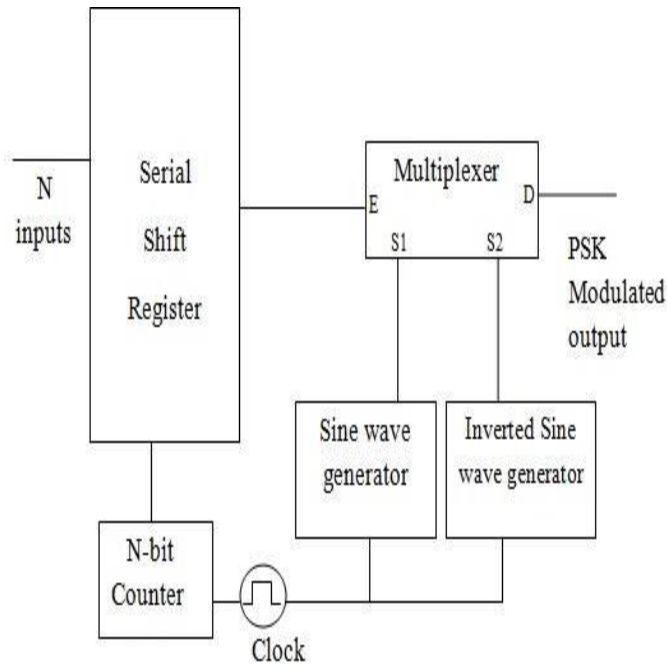 N
inputs
Serial
Shift
Register
Multiplexer
E
D
S1
S2
PSK
Modulated
output
Sine wave
generator
Inverted Sine
wave generator
N-bit
Counter
Clock